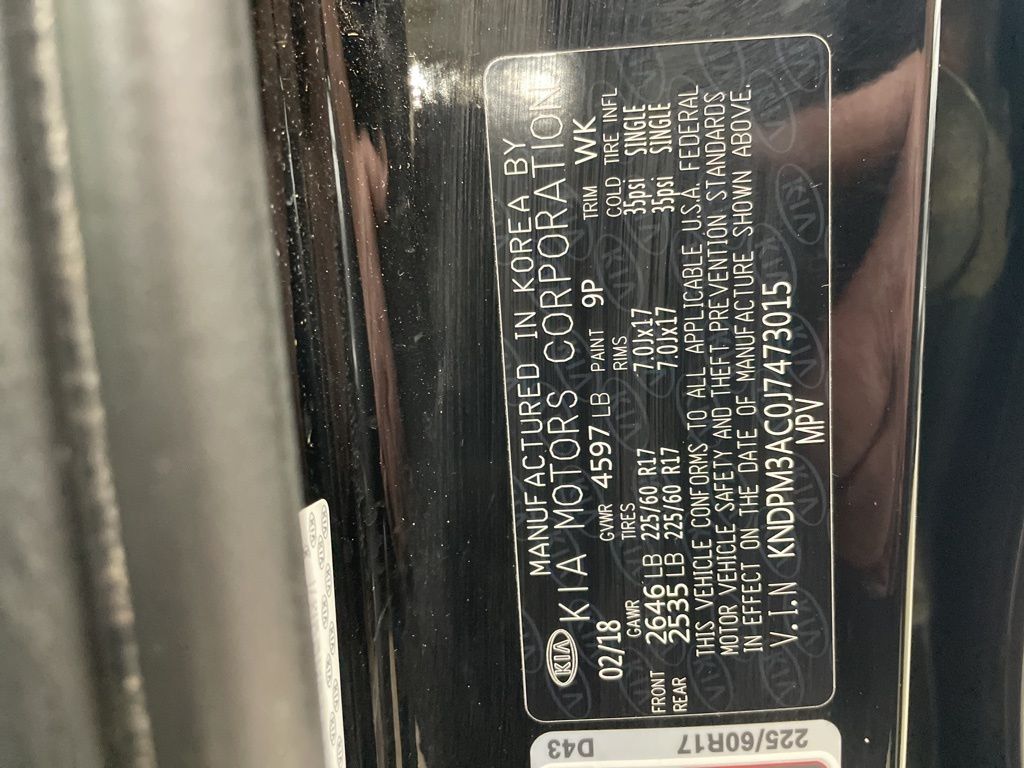 MANUFACTURED IN KOREA BY
KIA KIA MOTORS CORPORATION
02/18 GVWR 4597 LB PAINT 9P TRIM WK
GAWR TIRES RIMS COLD TIRE INFL
FRONT 2646 LB 225/60 R17 7.0Jx17 35psi SINGLE
REAR 2535 LB 225/60 R17 7.0Jx17 35psi SINGLE
THIS VEHICLE CONFORMS TO ALL APPLICABLE U.S.A. FEDERAL
MOTOR VEHICLE SAFETY AND THEFT PREVENTION STANDARDS
IN EFFECT ON THE DATE OF MANUFACTURE SHOWN ABOVE.
V.I.N KNDPM3AC0J7473015
MPV
D43
225/60R17